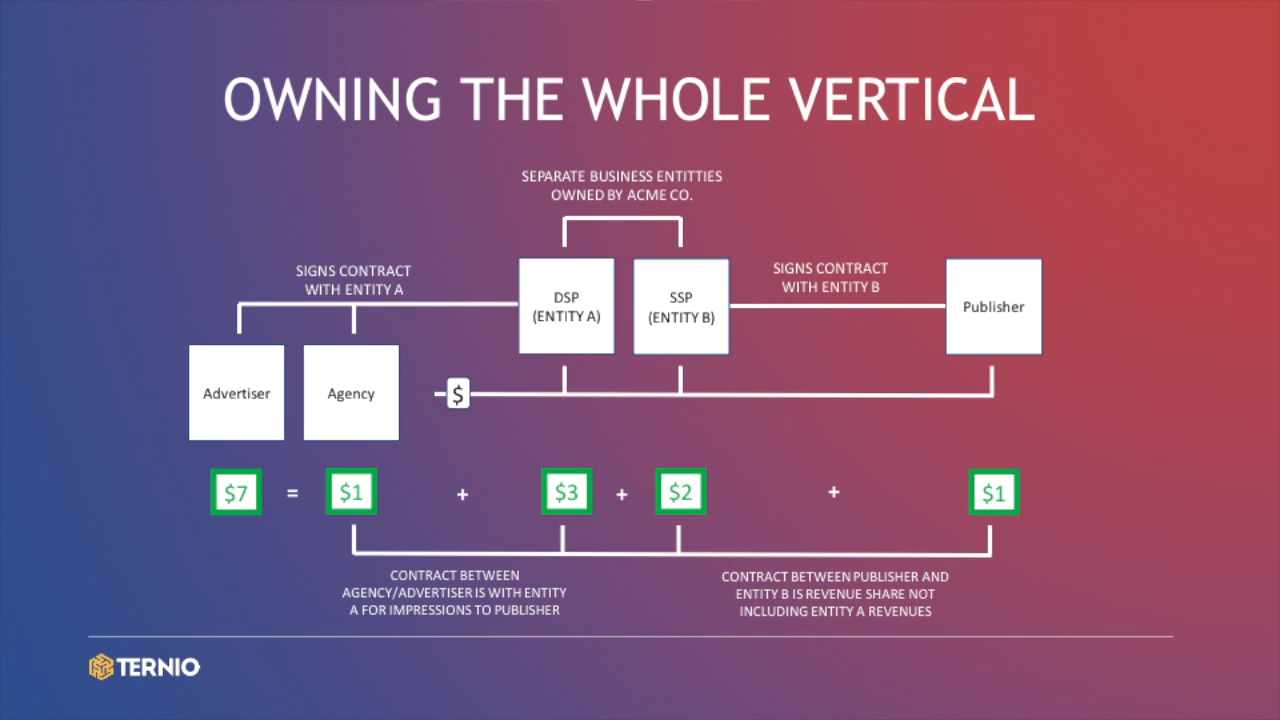 OWNING THE WHOLE VERTICAL
SEPARATE BUSINESS ENTITTIES
OWNED BY ACME CO.
SIGNS CONTRACT
WITH ENTITY A
DSP
(ENTITY A)
SSP
(ENTITY B)
SIGNS CONTRACT
WITH ENTITY B
Publisher
Advertiser
Agency
$
$7 = $1 + $3 + $2 + $1
CONTRACT BETWEEN
AGENCY/ADVERTISER IS WITH ENTITY
A FOR IMPRESSIONS TO PUBLISHER
CONTRACT BETWEEN PUBLISHER AND
ENTITY B IS REVENUE SHARE NOT
INCLUDING ENTITY A REVENUES
TERNIO